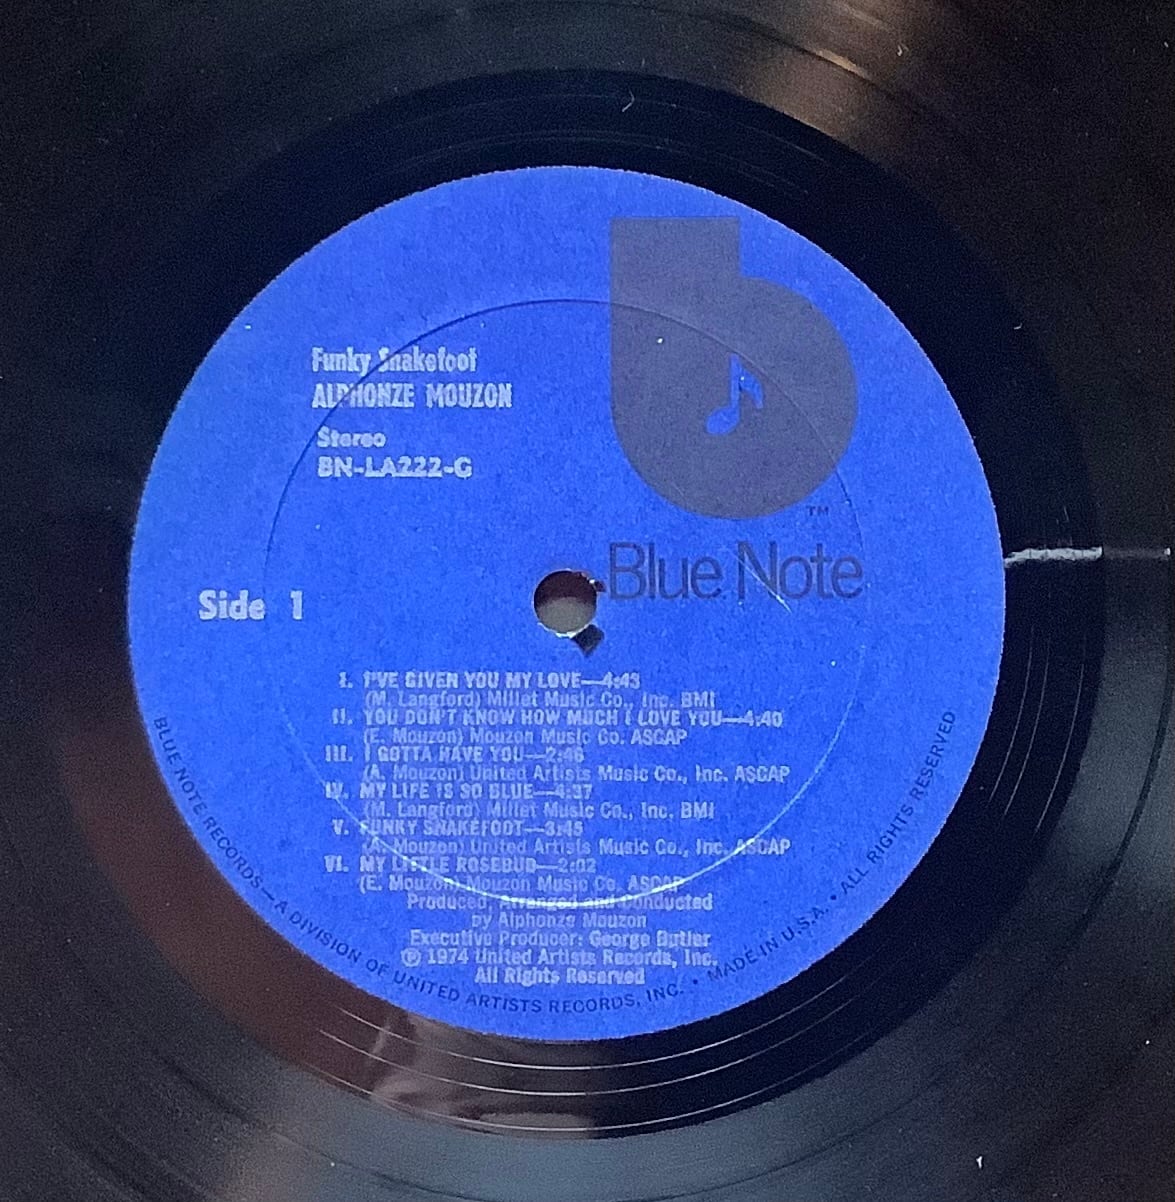 Funky Snakefoot
ALPHONZE MOUZON
Stereo
BN-LA222-G
TM
Blue Note
Side 1
I. I'VE GIVEN YOU MY LOVE—4:43
(M. Langford) Millet Music Co., Inc. BMI
II. YOU DON'T KNOW HOW MUCH I LOVE YOU—4:40
(E. Mouzon) Mouzon Music Co. ASCAP
III. I GOTTA HAVE YOU—2:46
(A. Mouzon) United Artists Music Co., Inc. ASCAP
IV. MY LIFE IS SO BLUE—4:37
(M. Langford) Millet Music Co., Inc. BMI
V. FUNKY SNAKEFOOT—3:45
(A. Mouzon) United Artists Music Co., Inc. ASCAP
VI. MY LITTLE ROSEBUD—2:02
(E. Mouzon) Mouzon Music Co. ASCAP
Produced, Arranged and Conducted
by Alphonze Mouzon
Executive Producer: George Butler
℗ 1974 United Artists Records, Inc.
All Rights Reserved
BLUE NOTE RECORDS—A DIVISION OF UNITED ARTISTS RECORDS, INC. • MADE IN U.S.A. • ALL RIGHTS RESERVED